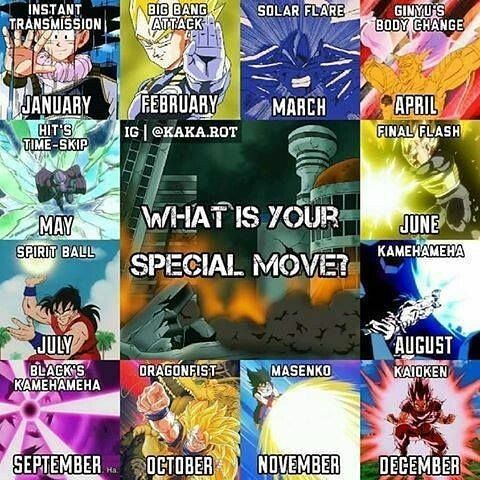 INSTANT
TRANSMISSION
JANUARY
BIG BANG
ATTACK
FEBRUARY
SOLAR FLARE
MARCH
GINYU'S
BODY CHANGE
APRIL
HIT'S
TIME-SKIP
MAY
IG | @KAKA.ROT
WHAT IS YOUR
SPECIAL MOVE?
FINAL FLASH
JUNE
SPIRIT BALL
JULY
KAMEHAMEHA
AUGUST
BLACK'S
KAMEHAMEHA
SEPTEMBER
Ha.
DRAGONFIST
OCTOBER
MASENKO
NOVEMBER
KAIOKEN
DECEMBER